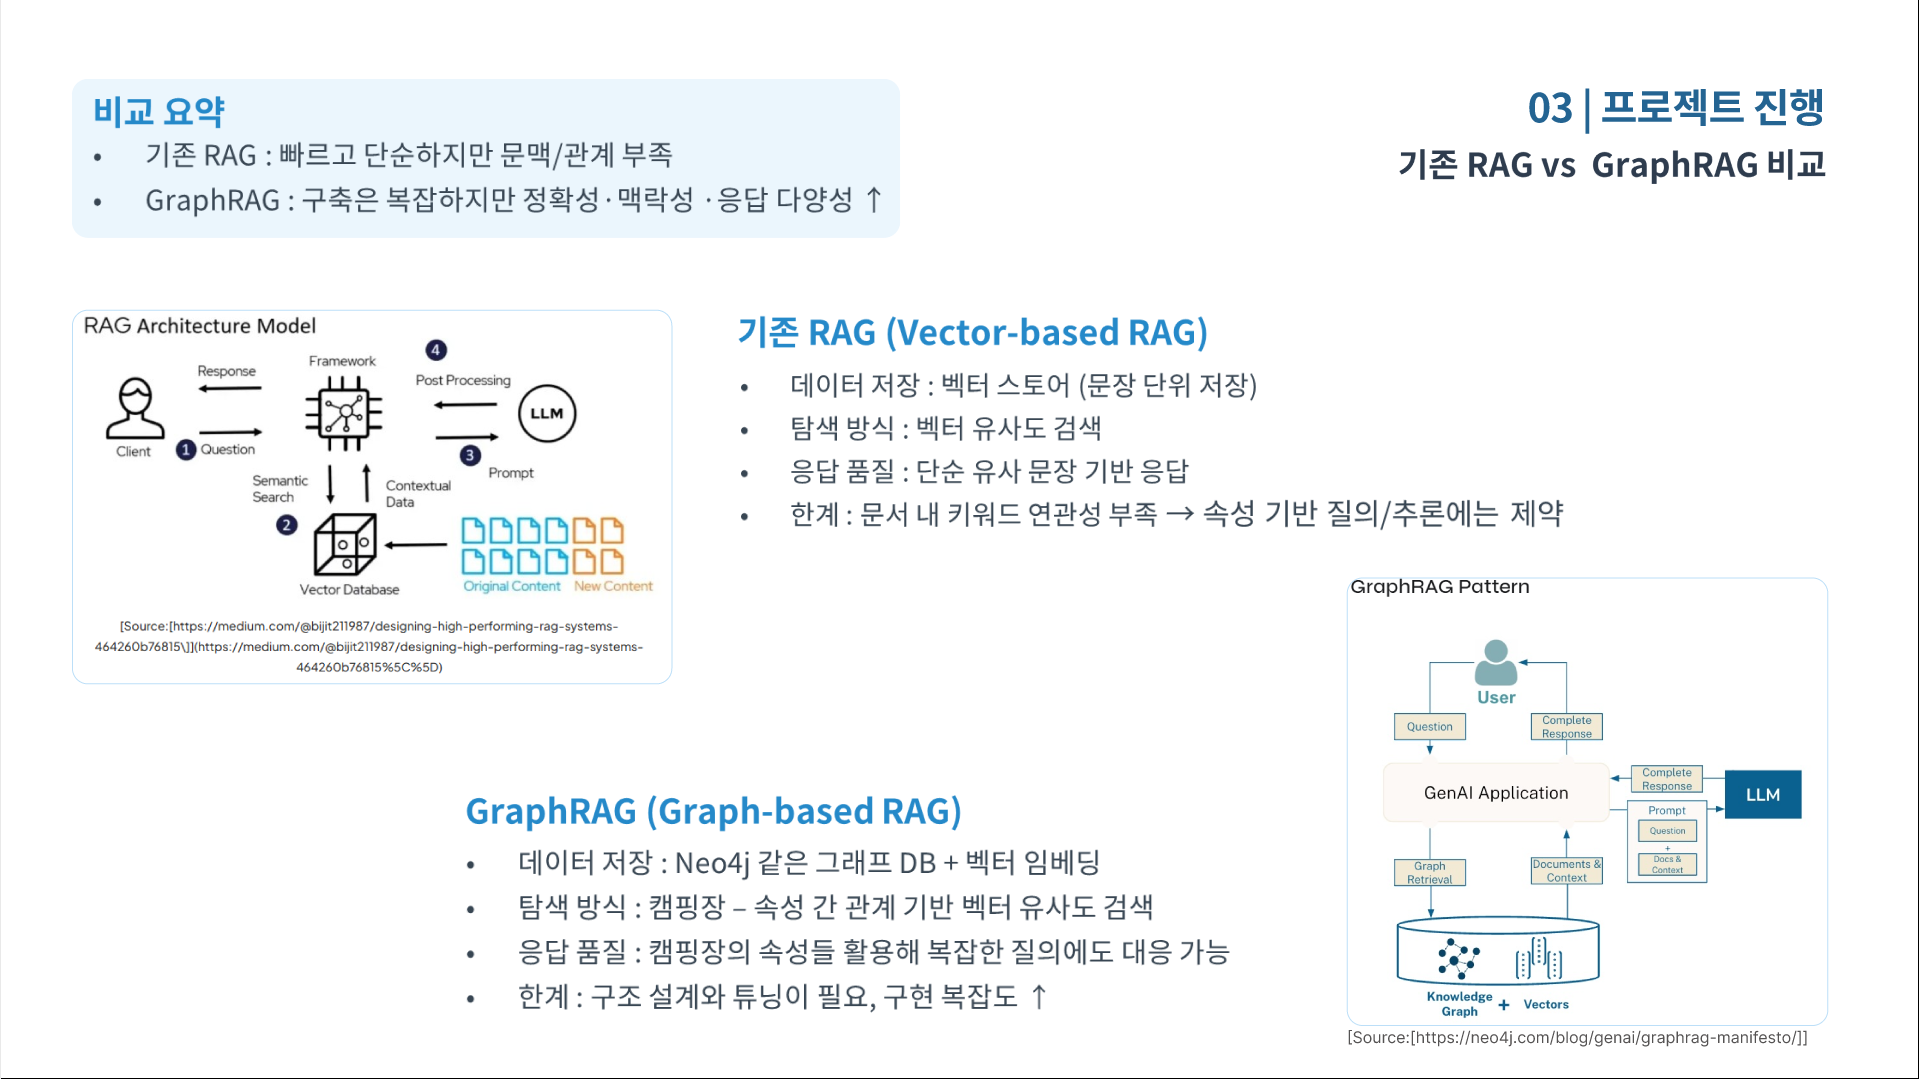 비교 요약
• 기존 RAG : 빠르고 단순하지만 문맥/관계 부족
• GraphRAG : 구축은 복잡하지만 정확성·맥락성 ·응답 다양성 ↑
03 | 프로젝트 진행
기존 RAG vs GraphRAG 비교
RAG Architecture Model
Client
Response
1
Question
Framework
4
Post Processing
LLM
3
Prompt
Semantic
Search
2
Contextual
Data
Vector Database
Original Content
New Content
[Source:[https://medium.com/@bijit211987/designing-high-performing-rag-systems-
464260b76815\]](https://medium.com/@bijit211987/designing-high-performing-rag-systems-
464260b76815%5C%5D)
기존 RAG (Vector-based RAG)
• 데이터 저장 : 벡터 스토어 (문장 단위 저장)
• 탐색 방식 : 벡터 유사도 검색
• 응답 품질 : 단순 유사 문장 기반 응답
• 한계 : 문서 내 키워드 연관성 부족 → 속성 기반 질의/추론에는 제약
GraphRAG (Graph-based RAG)
• 데이터 저장 : Neo4j 같은 그래프 DB + 벡터 임베딩
• 탐색 방식 : 캠핑장 – 속성 간 관계 기반 벡터 유사도 검색
• 응답 품질 : 캠핑장의 속성들 활용해 복잡한 질의에도 대응 가능
• 한계 : 구조 설계와 튜닝이 필요, 구현 복잡도 ↑
GraphRAG Pattern
User
Question
Complete
Response
GenAI Application
Complete
Response
LLM
Prompt
Question
+
Docs &
Context
Graph
Retrieval
Documents &
Context
Knowledge
Graph
+
Vectors
[Source:[https://neo4j.com/blog/genai/graphrag-manifesto/]]